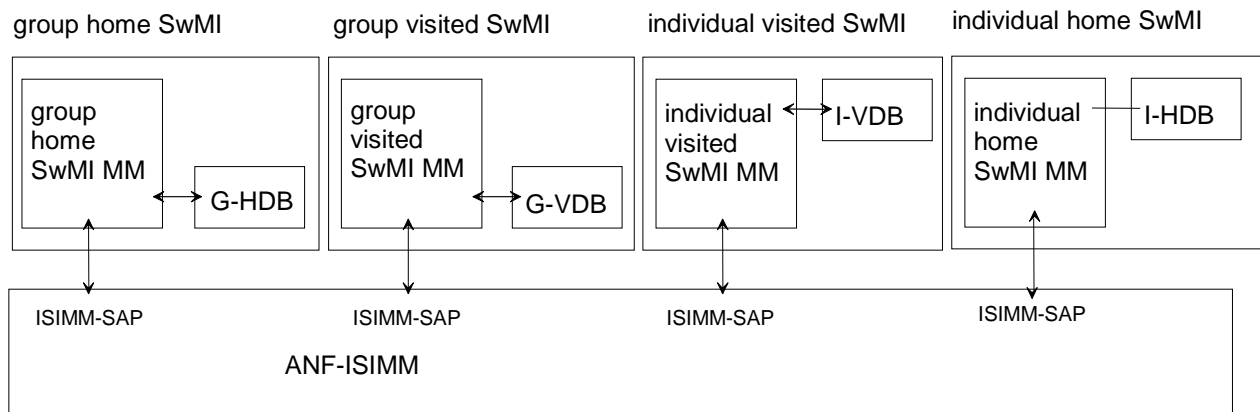 group home SwMI
group visited SwMI
individual visited SwMI
individual home SwMI
group
home
SwMI MM
G-HDB
group
visited
SwMI MM
G-VDB
individual
visited
SwMI MM
I-VDB
individual
home
SwMI MM
I-HDB
ISIMM-SAP
ISIMM-SAP
ISIMM-SAP
ISIMM-SAP
ANF-ISIMM